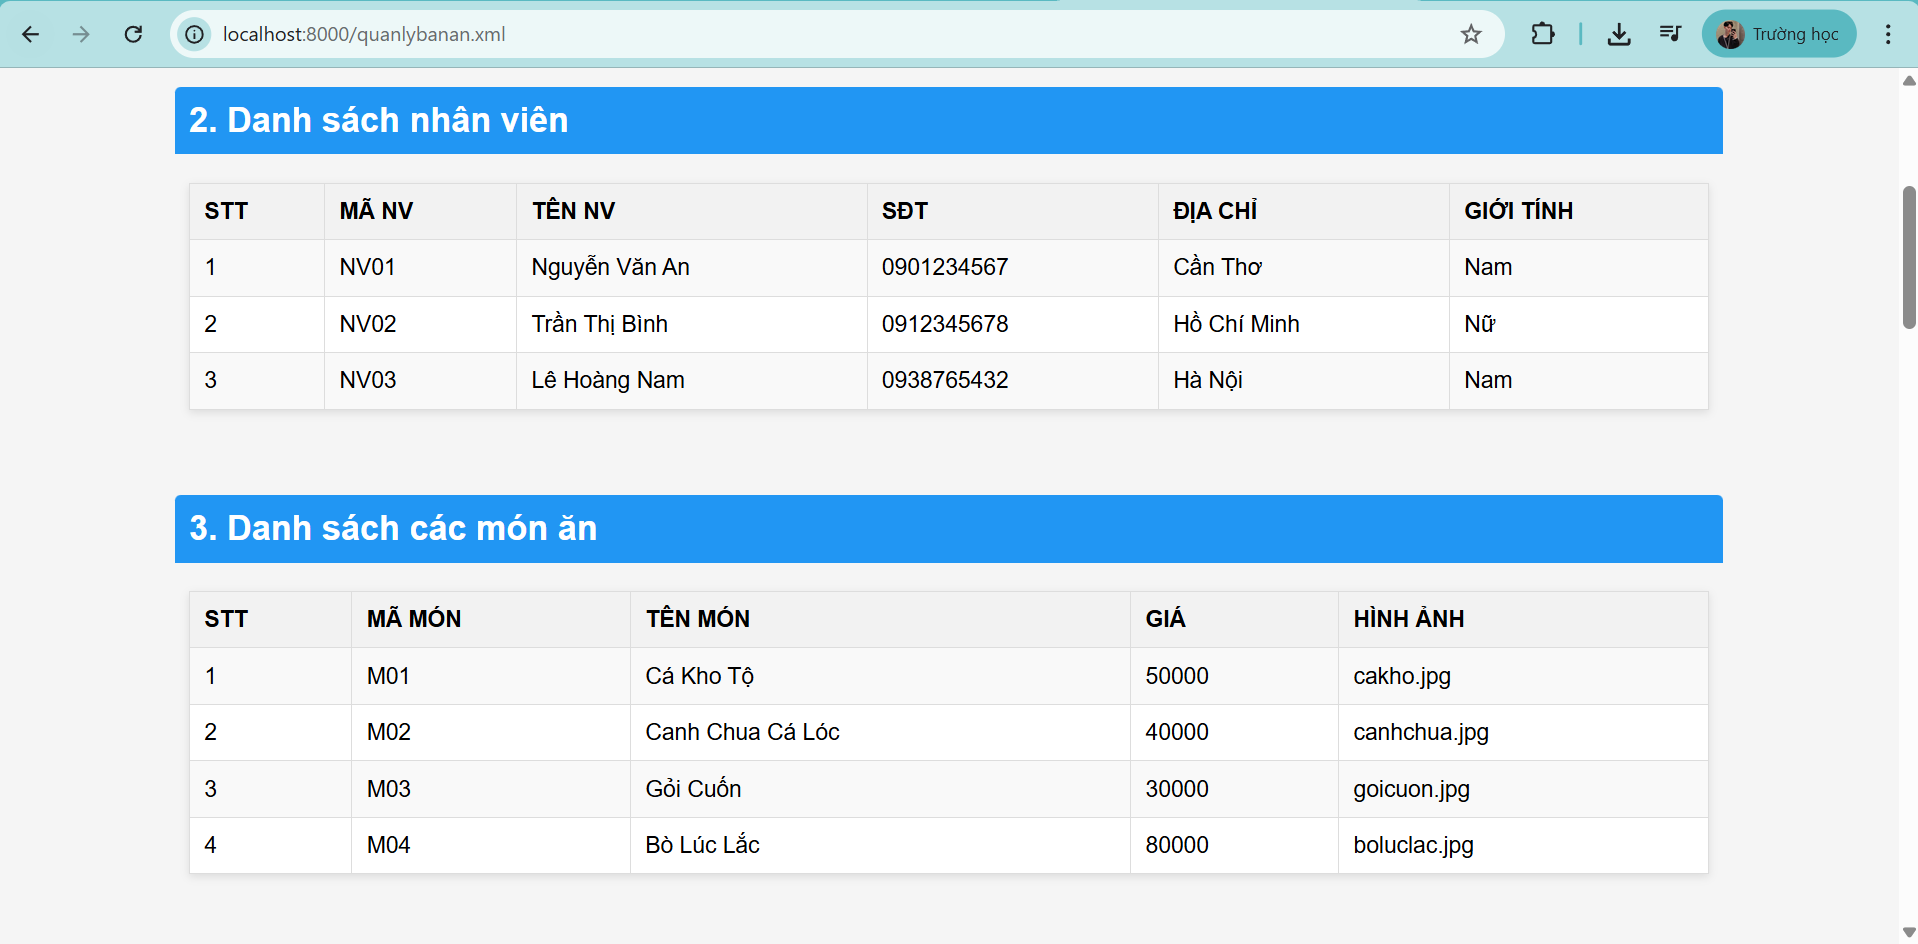 localhost:8000/quanlybanan.xml
Trường học
2. Danh sách nhân viên
STT MÃ NV TÊN NV SĐT ĐỊA CHỈ GIỚI TÍNH
1 NV01 Nguyễn Văn An 0901234567 Cần Thơ Nam
2 NV02 Trần Thị Bình 0912345678 Hồ Chí Minh Nữ
3 NV03 Lê Hoàng Nam 0938765432 Hà Nội Nam
3. Danh sách các món ăn
STT MÃ MÓN TÊN MÓN GIÁ HÌNH ẢNH
1 M01 Cá Kho Tộ 50000 cakho.jpg
2 M02 Canh Chua Cá Lóc 40000 canhchua.jpg
3 M03 Gỏi Cuốn 30000 goicuon.jpg
4 M04 Bò Lúc Lắc 80000 boluclac.jpg